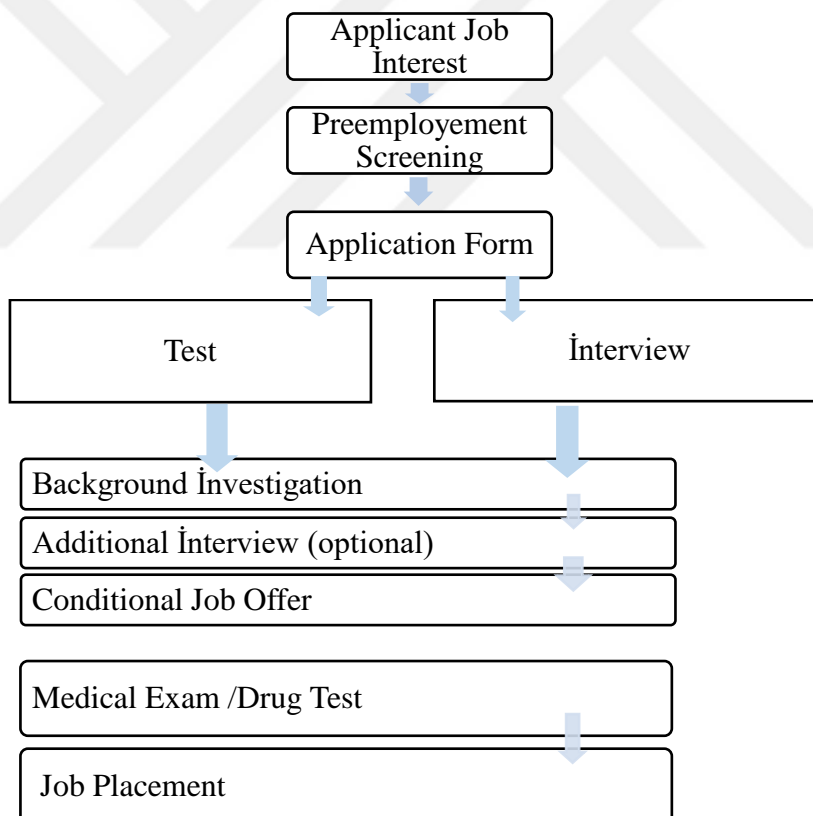 Applicant Job
İnterest
Preemployement
Screening
Application Form
Test
İnterview
Background İnvestigation
Additional İnterview (optional)
Conditional Job Offer
Medical Exam /Drug Test
Job Placement